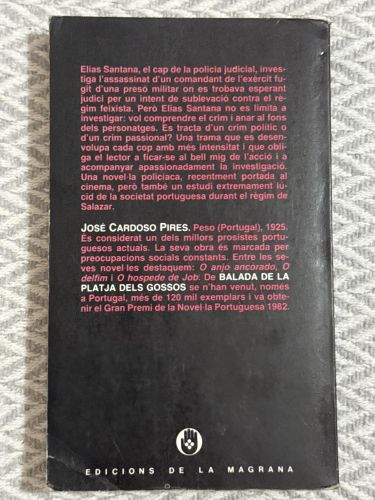 Elias Santana, el cap de la policia judicial, inves-
tiga l'assassinat d'un comandant de l'exèrcit fu-
git d'una presó militar on es trobava esperant
judici per un intent de sublevació contra el rè-
gim feixista. Però Elias Santana no es limita a
investigar: vol comprendre el crim i anar al fons
dels personatges. Es tracta d'un crim polític o
d'un crim passional? Una trama que es desen-
volupa cada cop amb més intensitat i que obliga
el lector a ficar-se al bell mig de l'acció i a
acompanyar apassionadament la investigació.
Una novel·la policíaca, recentment portada al
cinema, però també un estudi extremament lú-
cid de la societat portuguesa durant el règim de
Salazar.
JOSÉ CARDOSO PIRES. Peso (Portugal), 1925.
És considerat un dels millors prosistes portu-
guesos actuals. La seva obra és marcada per
preocupacions socials constants. Entre les se-
ves novel·les destaquem: O anjo ancorado, O
delfim i O hospede de Job. De BALADA DE LA
PLATJA DELS GOSSOS se n'han venut, només
a Portugal, més de 120 mil exemplars i va obte-
nir el Gran Premi de la Novel·la Portuguesa 1982.
EDICIONS DE LA MAGRANA